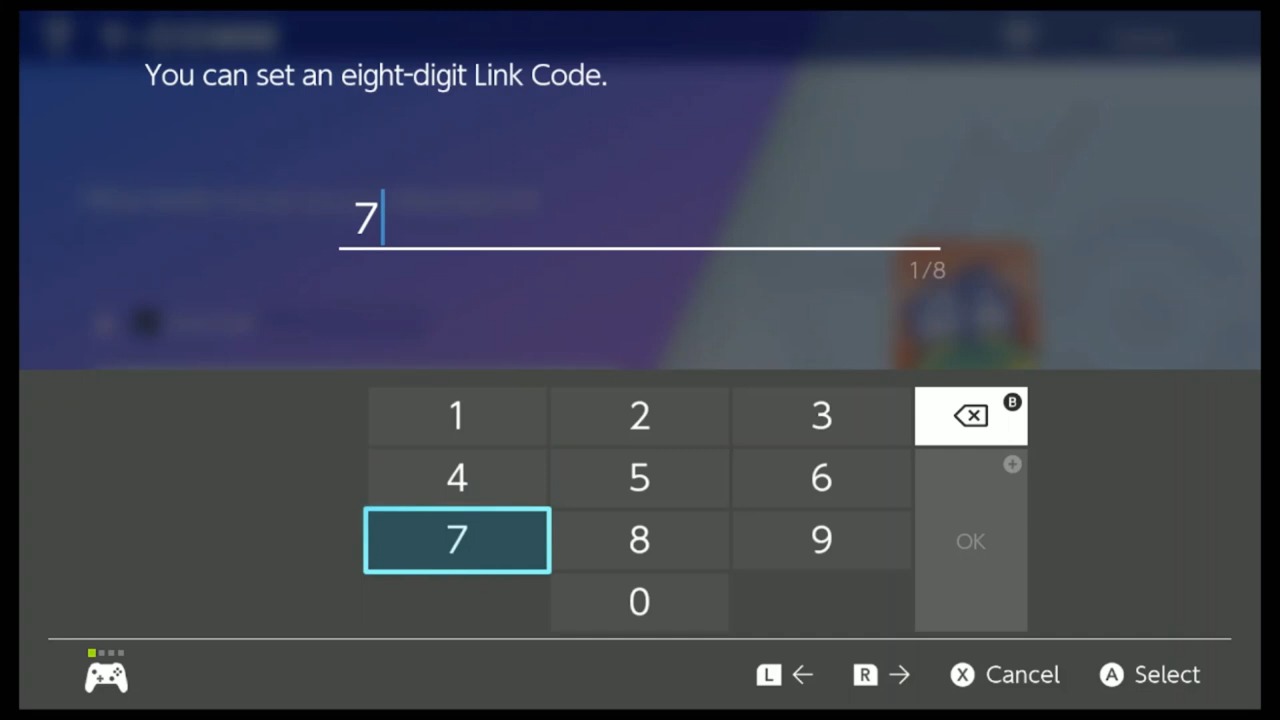 You can set an eight-digit Link Code.
7
1/8
1 2 3 B
4 5 6 +
7 8 9 OK
0
L ← R → X Cancel A Select